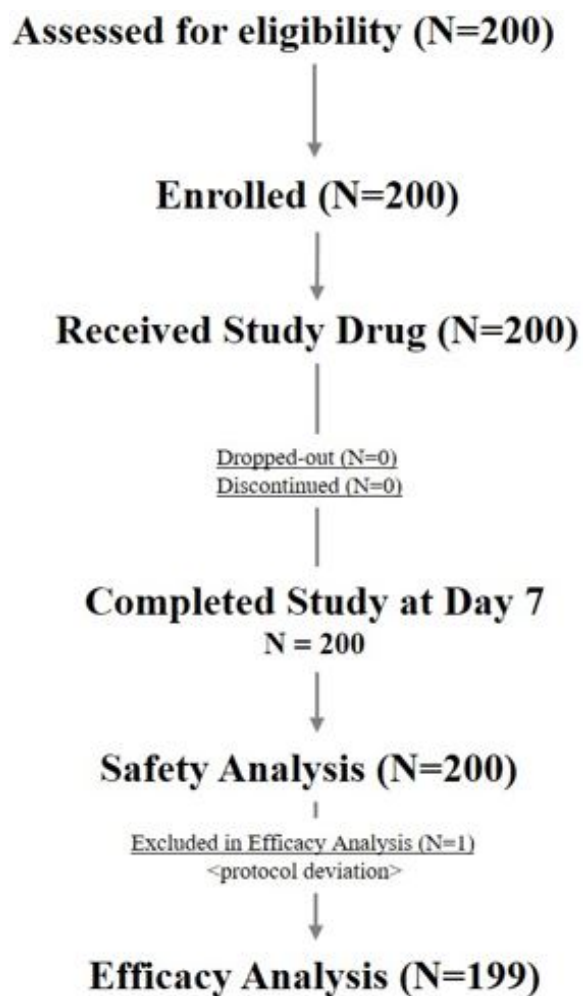 Assessed for eligibility (N=200)
Enrolled (N=200)
Received Study Drug (N=200)
Dropped-out (N=0)
Discontinued (N=0)
Completed Study at Day 7
N = 200
Safety Analysis (N=200)
Excluded in Efficacy Analysis (N=1)
<protocol deviation>
Efficacy Analysis (N=199)